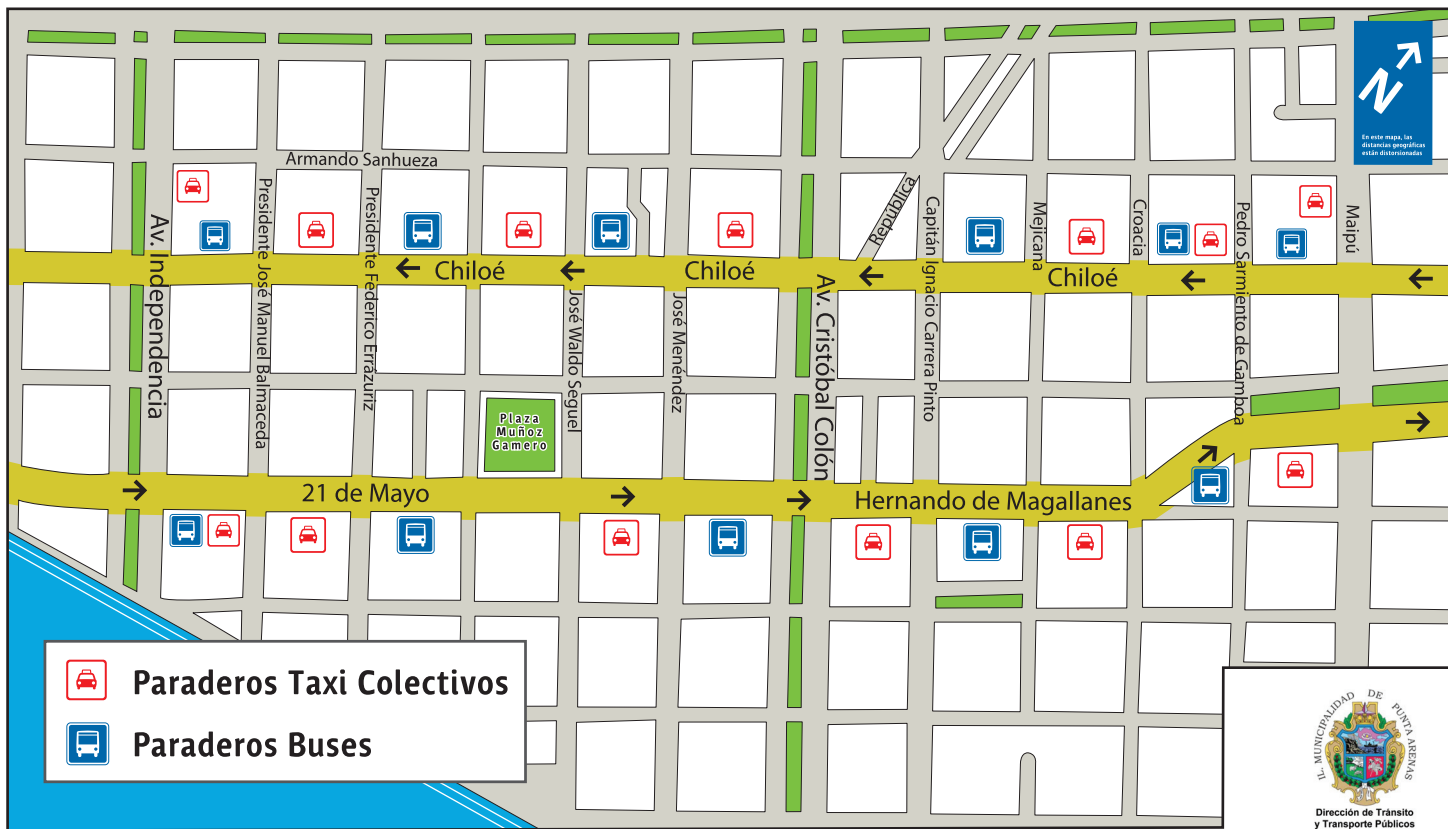 N
En este mapa, las
distancias geográficas
están distorsionadas
Armando Sanhueza
Av. Independencia
Presidente José Manuel Balmaceda
Presidente Federico Errázuriz
República
Capitán Ignacio Carrera Pinto
Mejicana
Croacia
Pedro Sarmiento de Gamboa
Maipú
Chiloé
Chiloé
Chiloé
José Waldo Seguel
José Menéndez
Av. Cristóbal Colón
Plaza
Muñoz
Gamero
21 de Mayo
Hernando de Magallanes
Paraderos Taxi Colectivos
Paraderos Buses
IL. MUNICIPALIDAD DE PUNTA ARENAS
Dirección de Tránsito
y Transporte Públicos